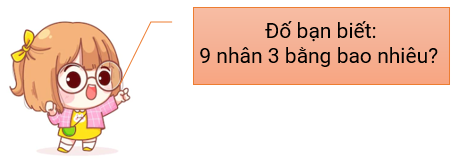 Đố bạn biết:
9 nhân 3 bằng bao nhiêu?